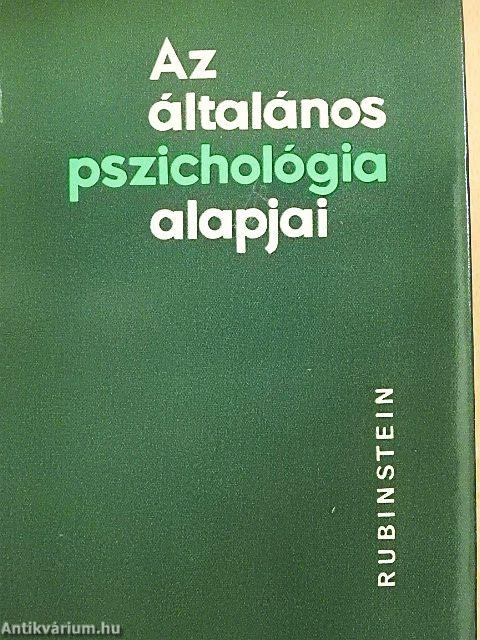 Az
általános
pszichológia
alapjai
RUBINSTEIN
Antikvárium.hu